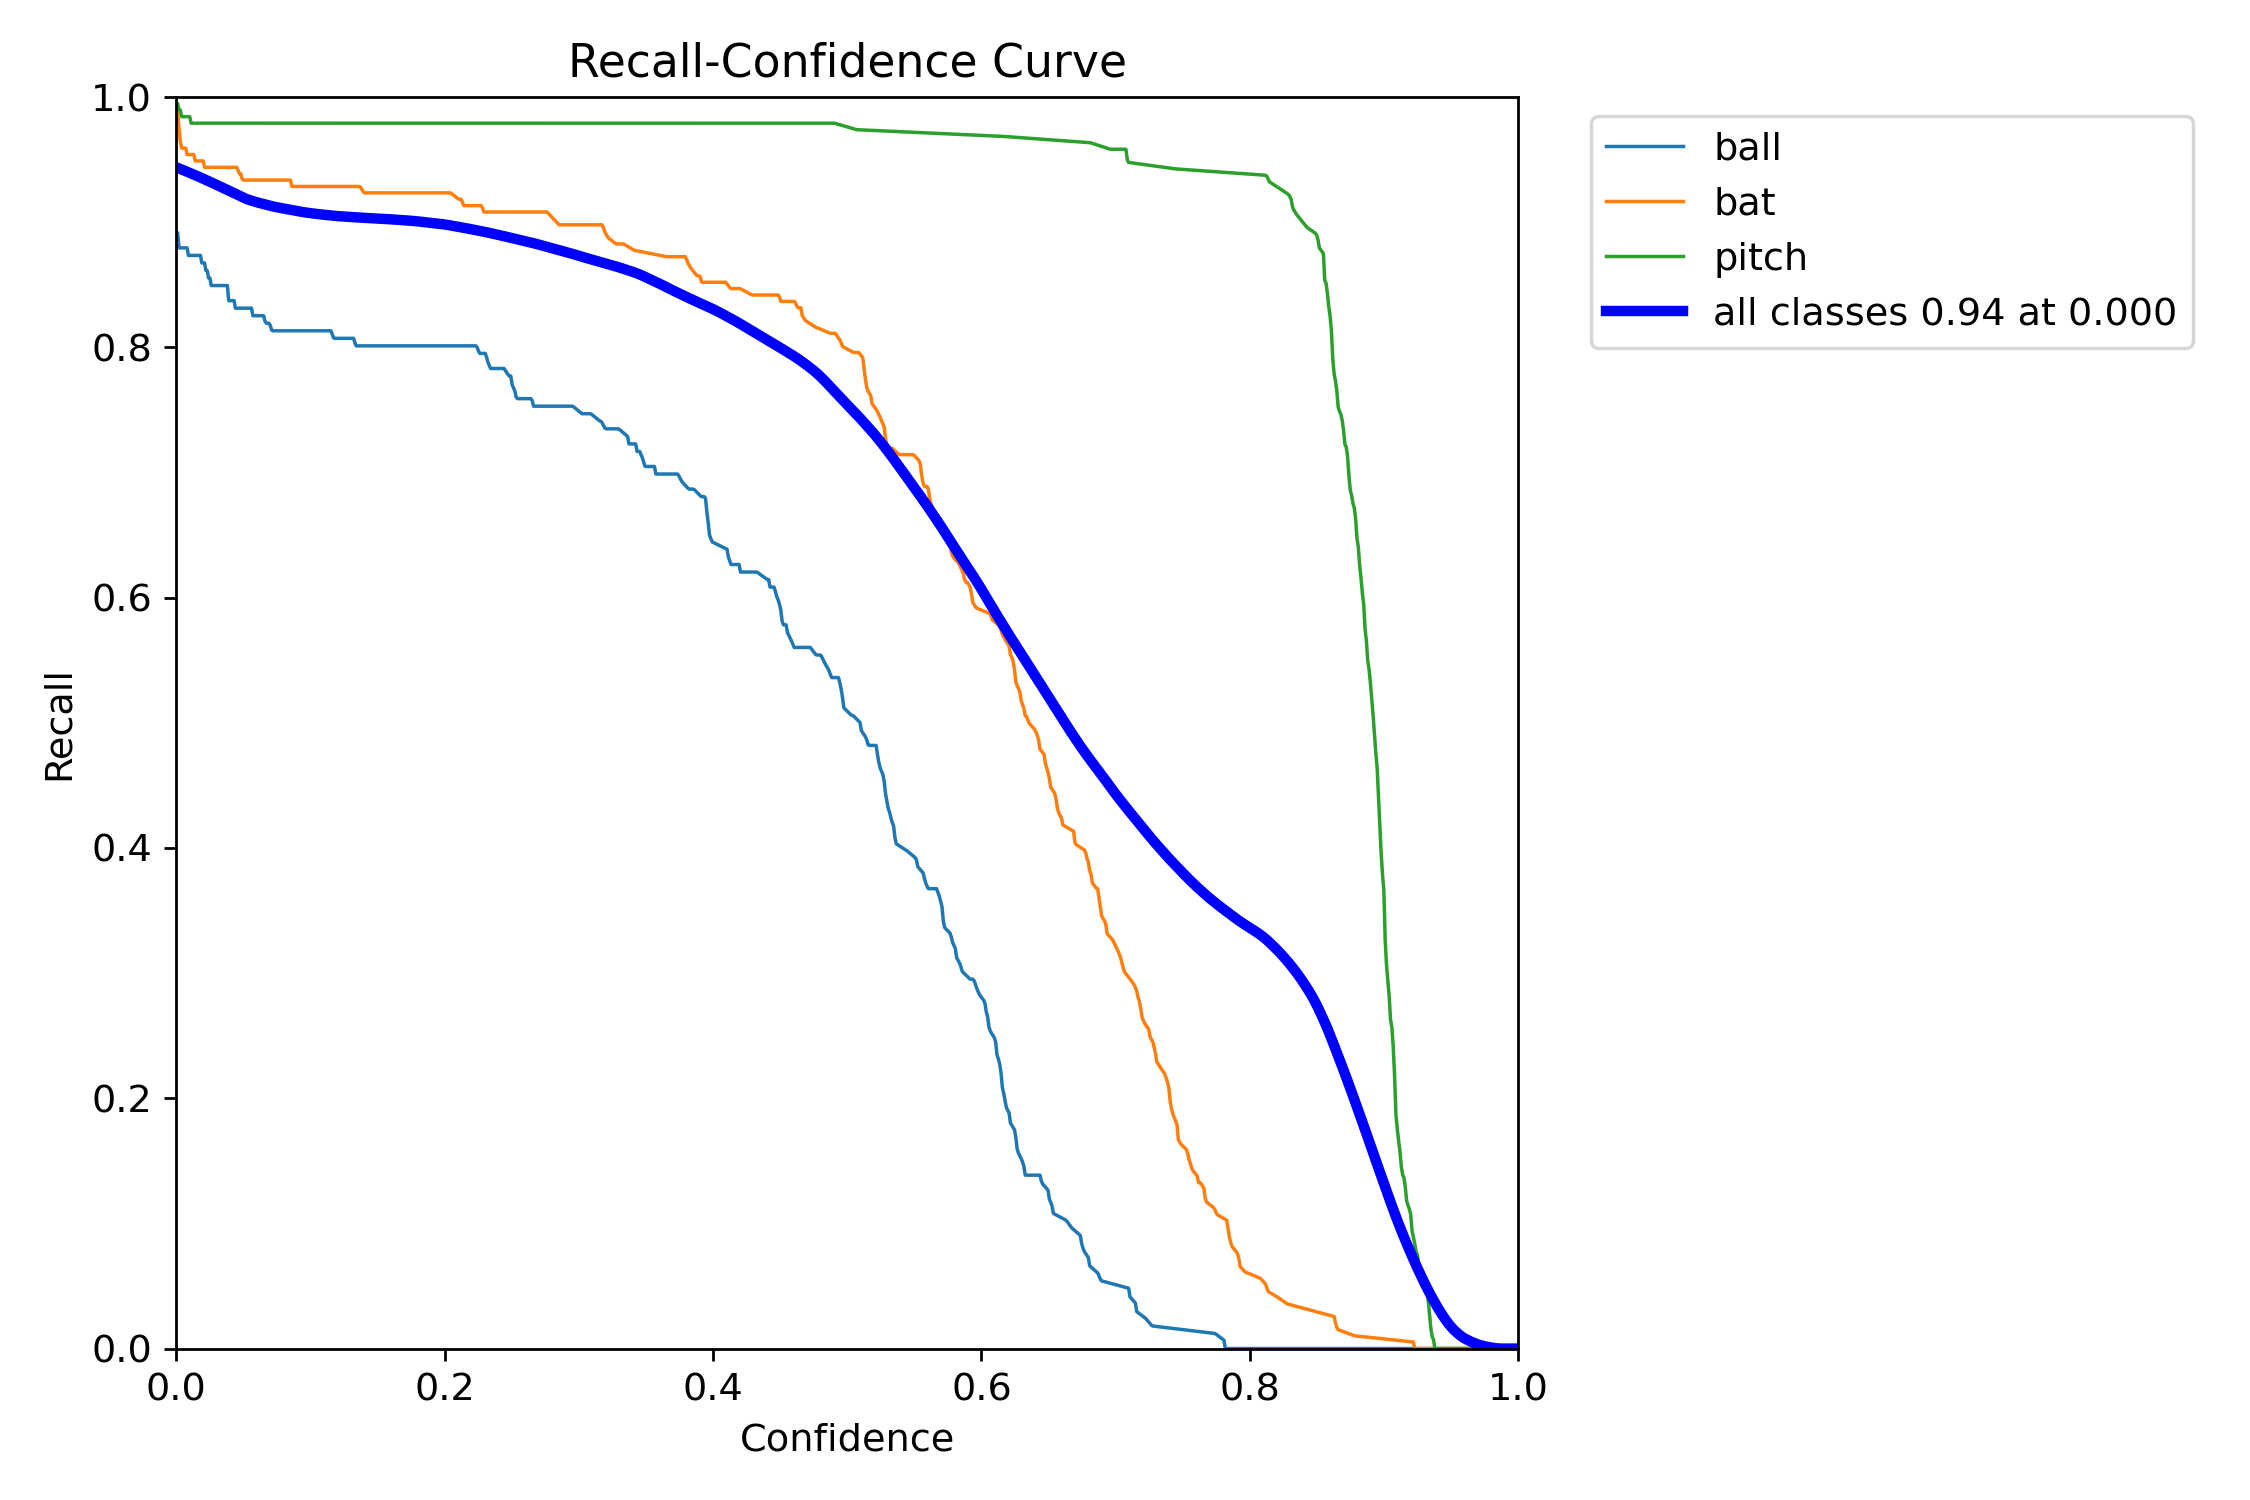 Recall-Confidence Curve
1.0
0.8
0.6
0.4
0.2
0.0
Recall
0.0 0.2 0.4 0.6 0.8 1.0
Confidence
ball
bat
pitch
all classes 0.94 at 0.000